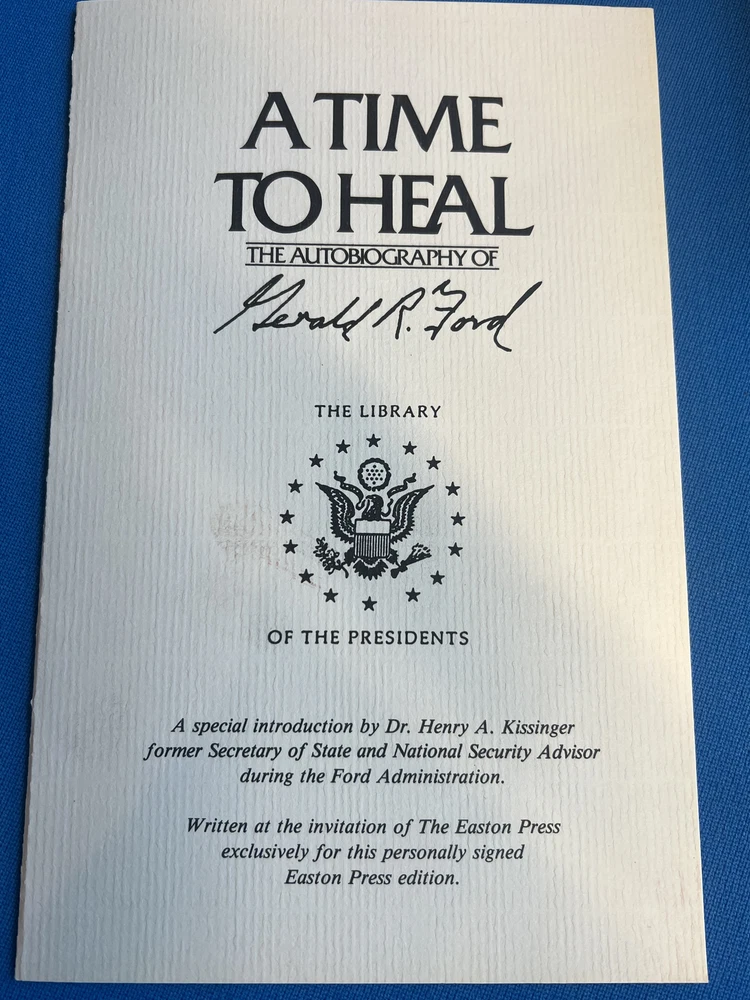 A TIME
TO HEAL
THE AUTOBIOGRAPHY OF
Gerald R. Ford
THE LIBRARY
OF THE PRESIDENTS
A special introduction by Dr. Henry A. Kissinger
former Secretary of State and National Security Advisor
during the Ford Administration.
Written at the invitation of The Easton Press
exclusively for this personally signed
Easton Press edition.